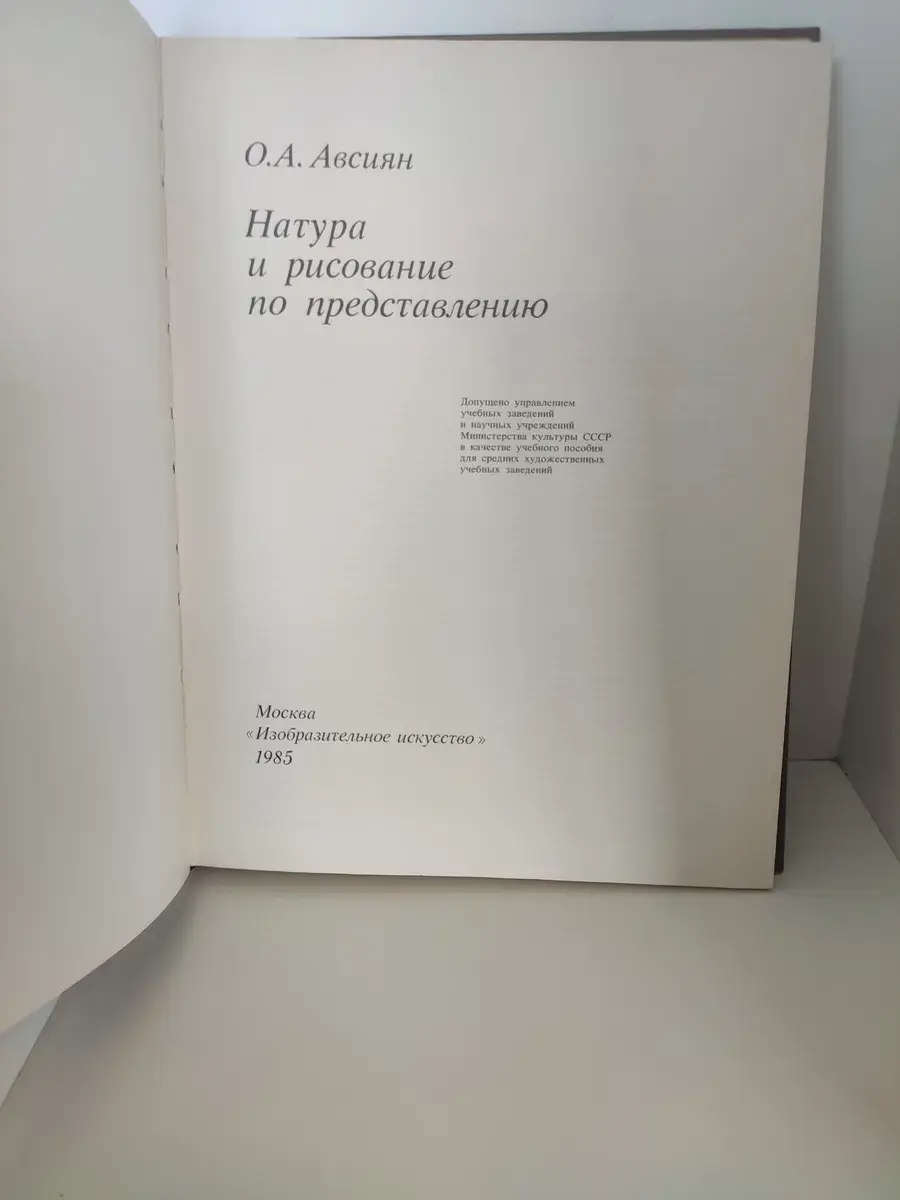 О.А. Авсиян
Натура
и рисование
по представлению
Допущено управлением
учебных заведений
и научных учреждений
Министерства культуры СССР
в качестве учебного пособия
для средних художественных
учебных заведений
Москва
«Изобразительное искусство»
1985